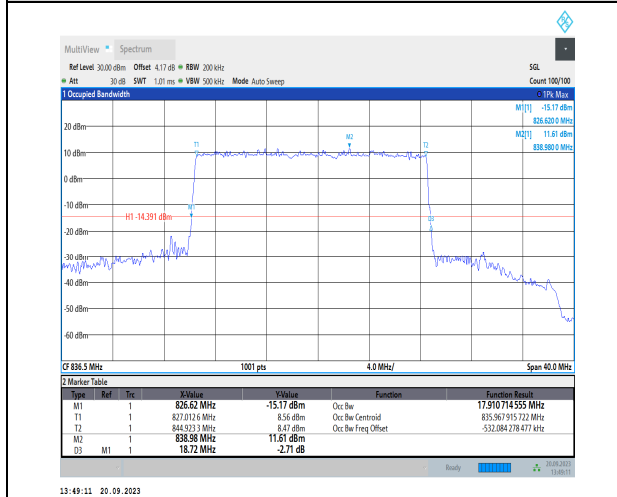 MultiView Spectrum
Ref Level 30.00 dBm Offset 4.17 dB RBW 200 kHz SGL
Att 30 dB SWT 1.01 ms VBW 500 kHz Mode Auto Sweep Count 100/100
1 Occupied Bandwidth 1Pk Max
M1[1] -15.17 dBm
826.620 0 MHz
M2[1] 11.61 dBm
838.980 0 MHz
20 dBm
M2
T1 T2
10 dBm
0 dBm
-10 dBm
M1
H1 -14.391 dBm
D3
-20 dBm
-30 dBm
-40 dBm
-50 dBm
-60 dBm
CF 836.5 MHz 1001 pts 4.0 MHz/ Span 40.0 MHz
2 Marker Table
Type Ref Trc X-Value Y-Value Function Function Result
M1 1 826.62 MHz -15.17 dBm Occ Bw 17.910 714 555 MHz
T1 1 827.012 6 MHz 8.56 dBm Occ Bw Centroid 835.967 915 722 MHz
T2 1 844.923 3 MHz 8.47 dBm Occ Bw Freq Offset -532.084 278 477 kHz
M2 1 838.98 MHz 11.61 dBm
D3 M1 1 18.72 MHz -2.71 dB
Ready 20.09.2023
13:49:11
13:49:11 20.09.2023